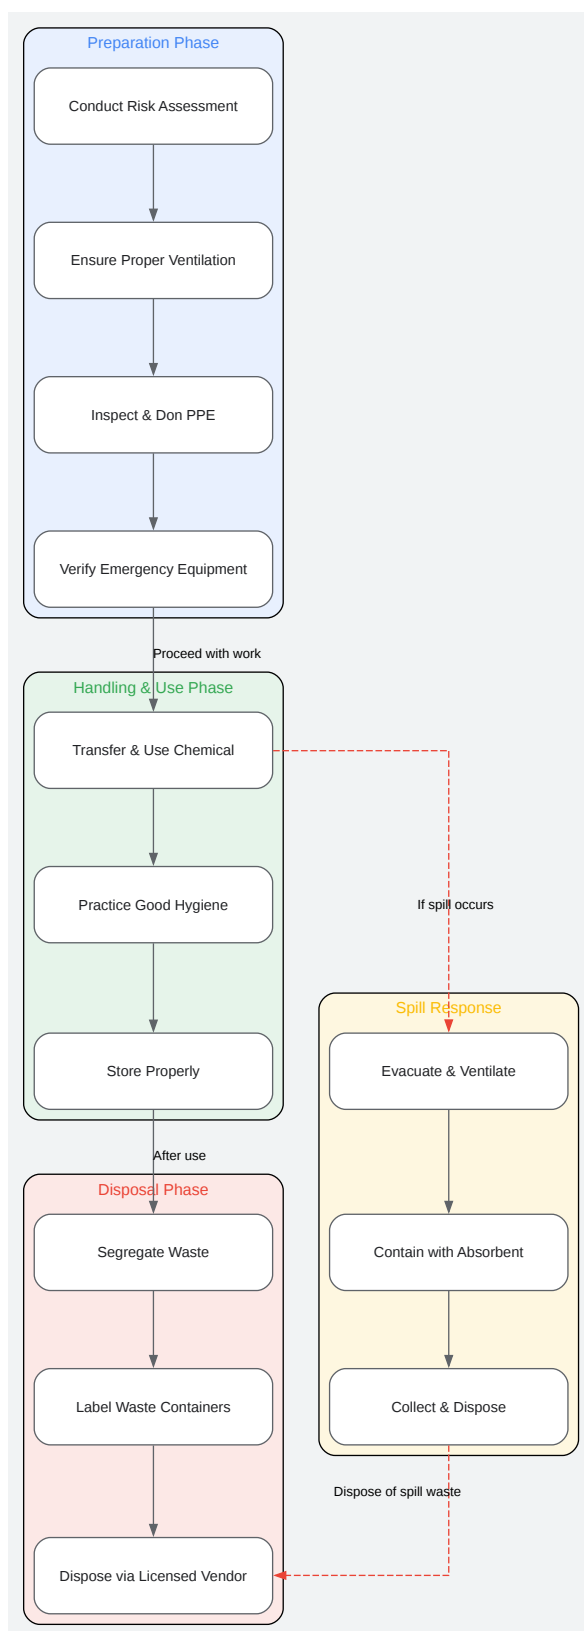 Preparation Phase
Conduct Risk Assessment
Ensure Proper Ventilation
Inspect & Don PPE
Verify Emergency Equipment
Proceed with work
Handling & Use Phase
Transfer & Use Chemical
Practice Good Hygiene
If spill occurs
Store Properly
Spill Response
Evacuate & Ventilate
After use
Disposal Phase
Segregate Waste
Contain with Absorbent
Label Waste Containers
Collect & Dispose
Dispose of spill waste
Dispose via Licensed Vendor